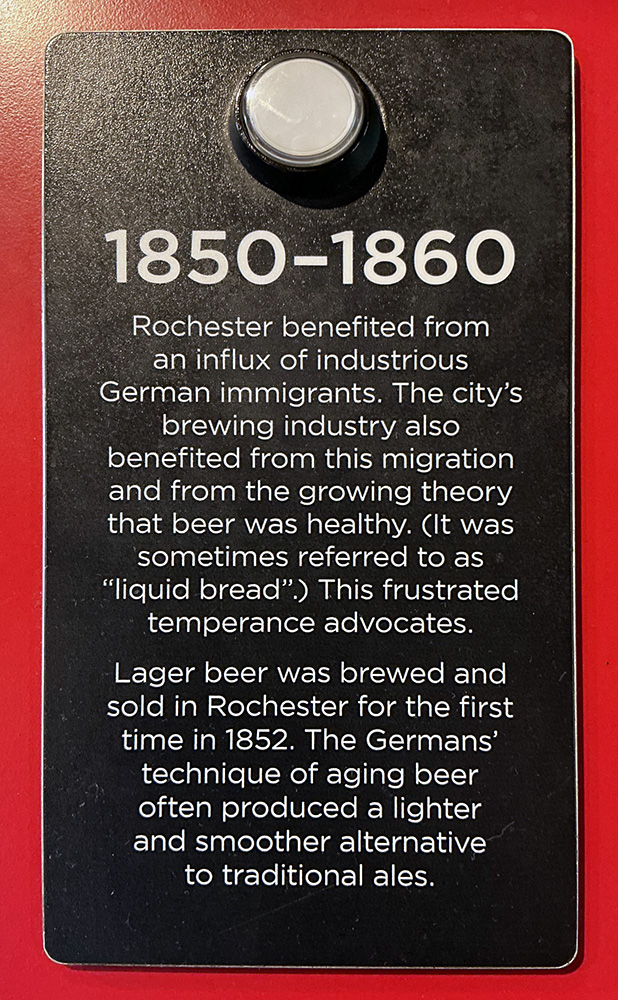 1850–1860
Rochester benefited from
an influx of industrious
German immigrants. The city’s
brewing industry also
benefited from this migration
and from the growing theory
that beer was healthy. (It was
sometimes referred to as
“liquid bread”.) This frustrated
temperance advocates.
Lager beer was brewed and
sold in Rochester for the first
time in 1852. The Germans’
technique of aging beer
often produced a lighter
and smoother alternative
to traditional ales.